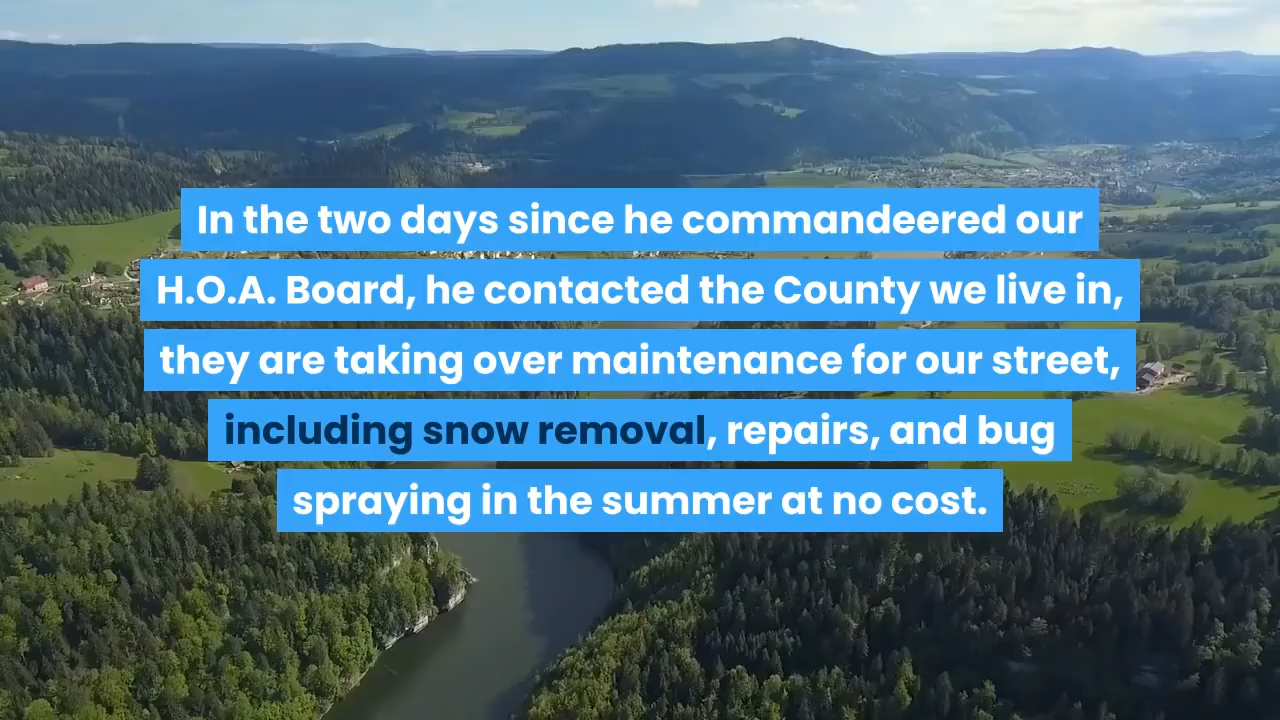 In the two days since he commandeered our
H.O.A. Board, he contacted the County we live in,
they are taking over maintenance for our street,
including snow removal, repairs, and bug
spraying in the summer at no cost.